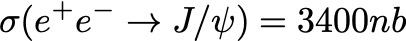 σ(e⁺e⁻ → J/ψ) = 3400nb